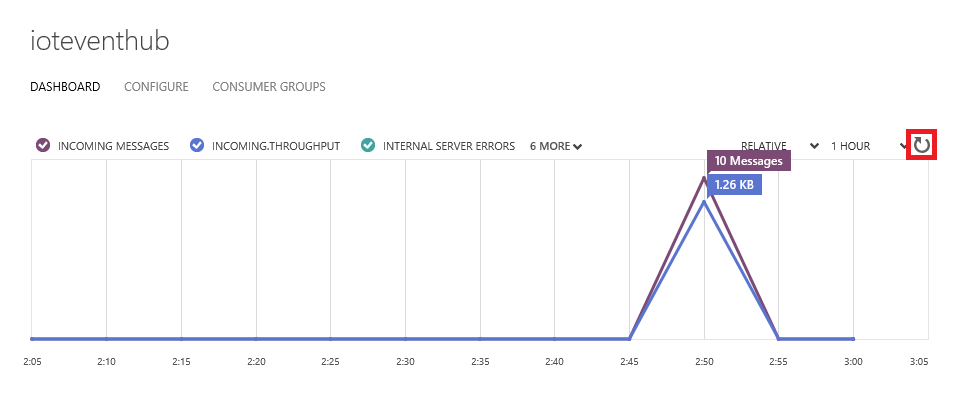 ioteventhub
DASHBOARD CONFIGURE CONSUMER GROUPS
INCOMING MESSAGES INCOMING.THROUGHPUT INTERNAL SERVER ERRORS 6 MORE RELATIVE 1 HOUR
10 Messages
1.26 KB
2:05 2:10 2:15 2:20 2:25 2:30 2:35 2:40 2:45 2:50 2:55 3:00 3:05